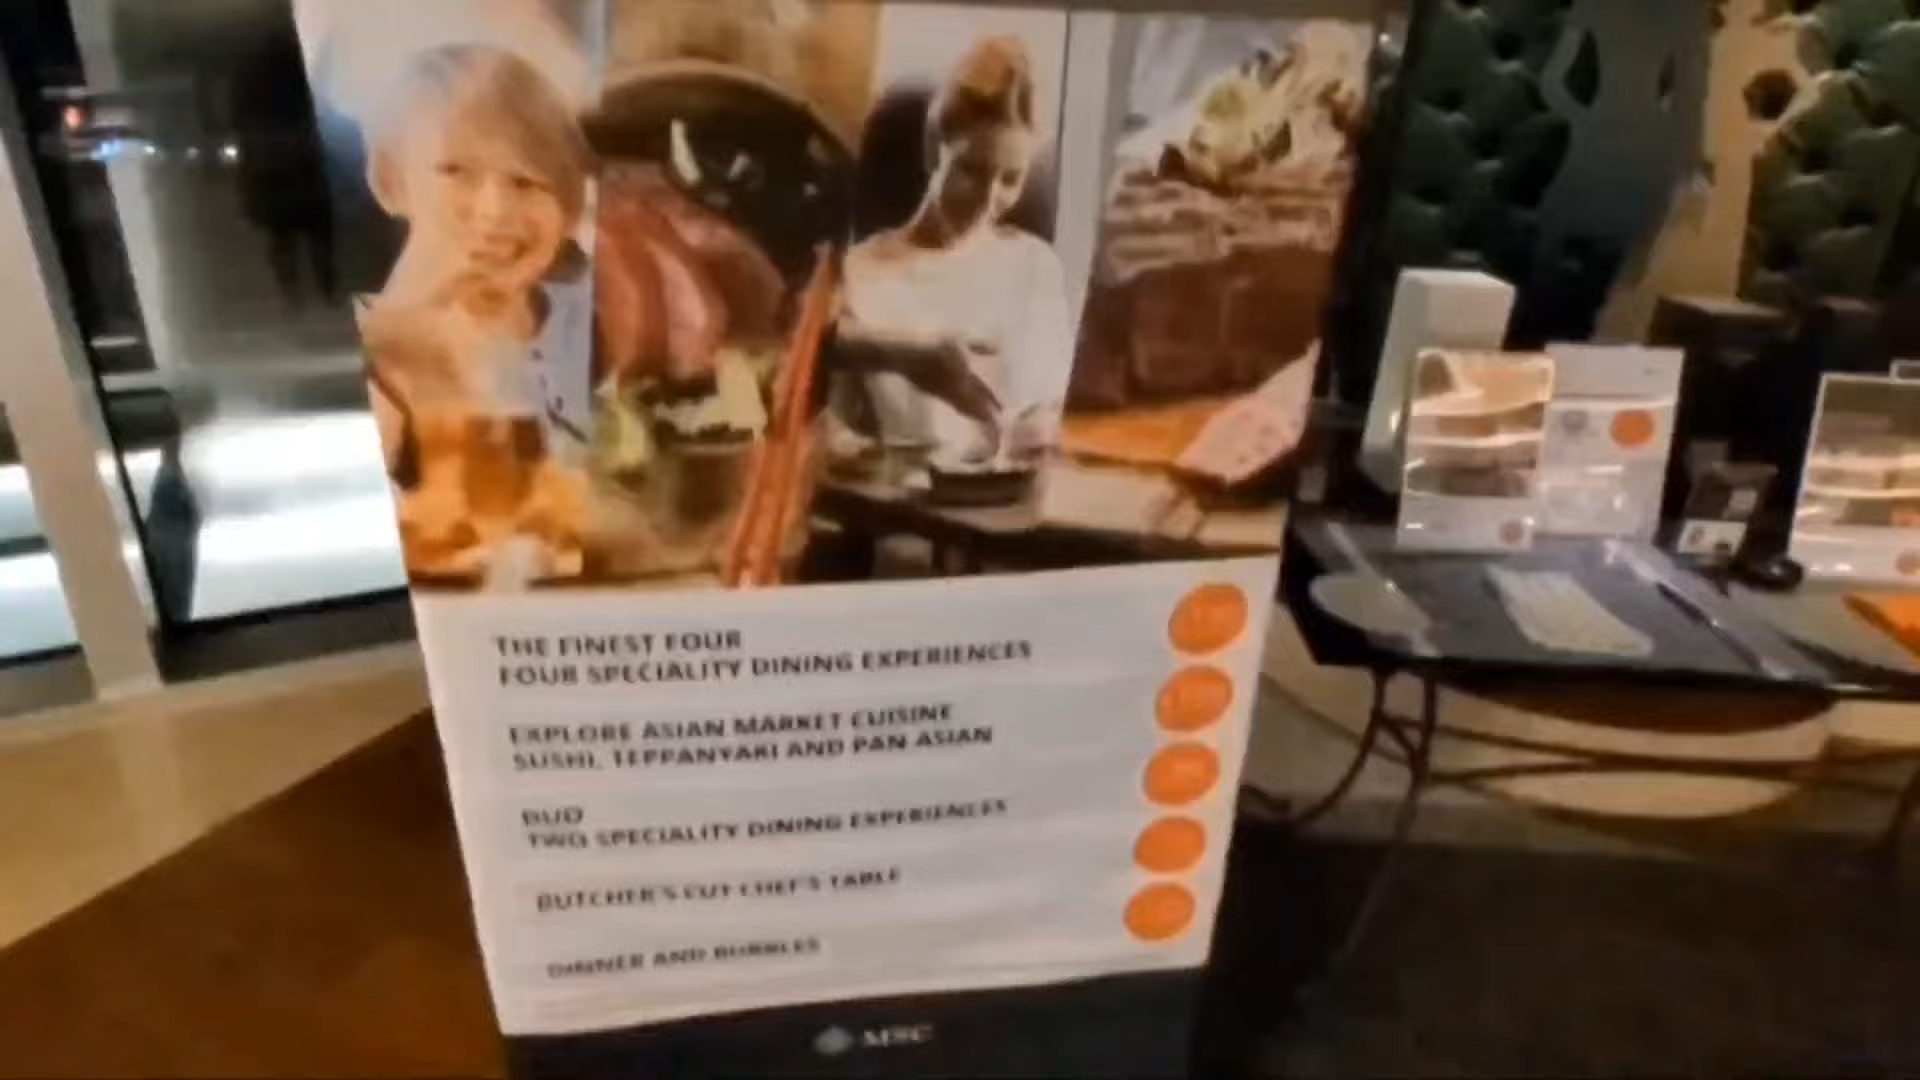 THE FINEST FOUR
FOUR SPECIALITY DINING EXPERIENCES
EXPLORE ASIAN MARKET CUISINE
SUSHI, TEPPANYAKI AND PAN ASIAN
DUO
TWO SPECIALITY DINING EXPERIENCES
BUTCHER'S CUT CHEF'S TABLE
DINNER AND BUBBLES
MSC